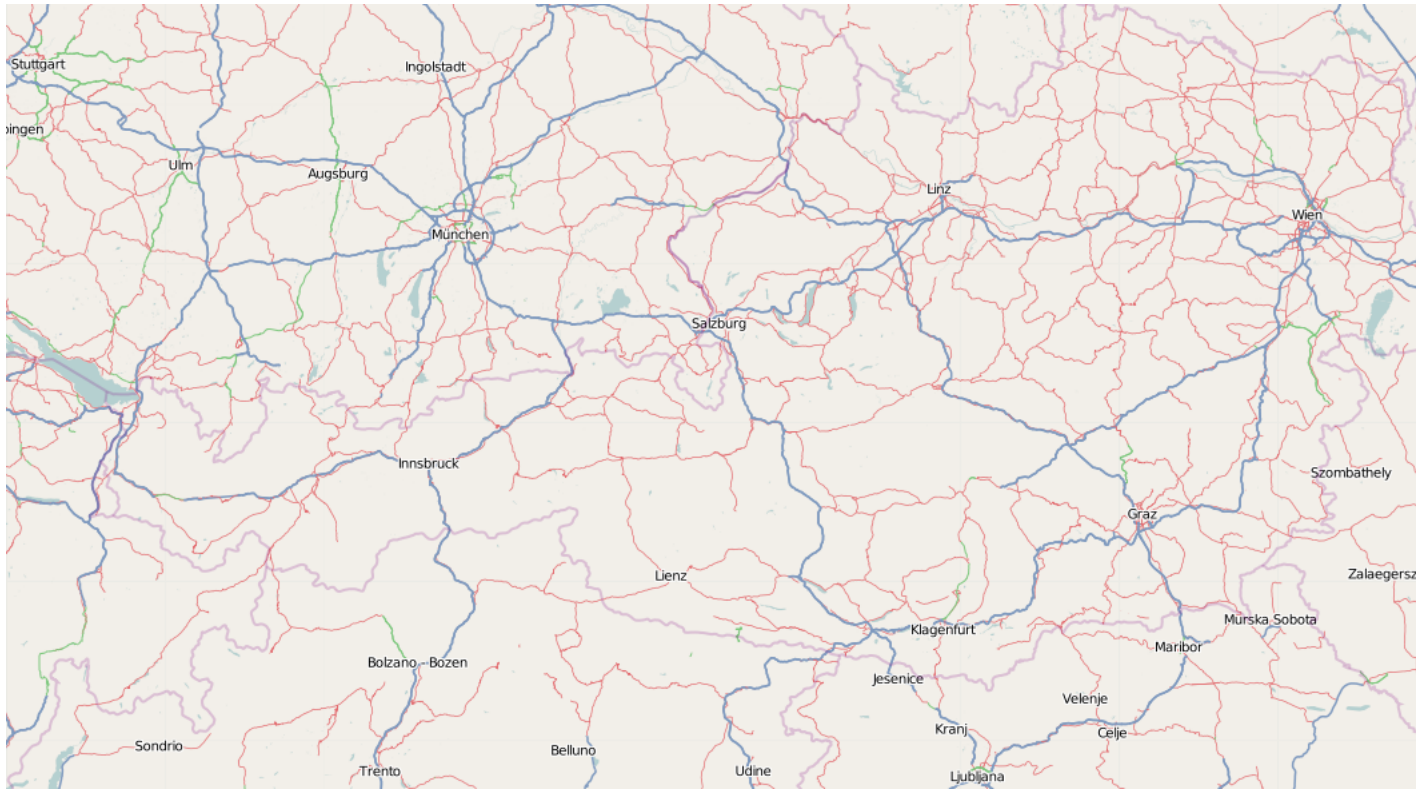 Stuttgart
Ingolstadt
bingen
Ulm
Augsburg
Linz
München
Wien
Salzburg
Innsbruck
Szombathely
Graz
Lienz
Zalaegersz
Klagenfurt
Murska Sobota
Bolzano - Bozen
Maribor
Jesenice
Velenje
Kranj
Celje
Sondrio
Belluno
Trento
Udine
Ljubljana